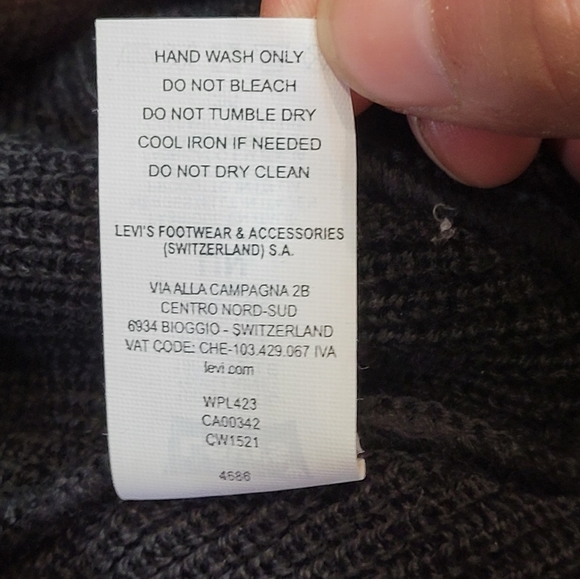 HAND WASH ONLY
DO NOT BLEACH
DO NOT TUMBLE DRY
COOL IRON IF NEEDED
DO NOT DRY CLEAN
LEVI'S FOOTWEAR & ACCESSORIES
(SWITZERLAND) S.A.
VIA ALLA CAMPAGNA 2B
CENTRO NORD-SUD
6934 BIOGGIO - SWITZERLAND
VAT CODE: CHE-103.429.067 IVA
levi.com
WPL423
CA00342
CW1521
4686